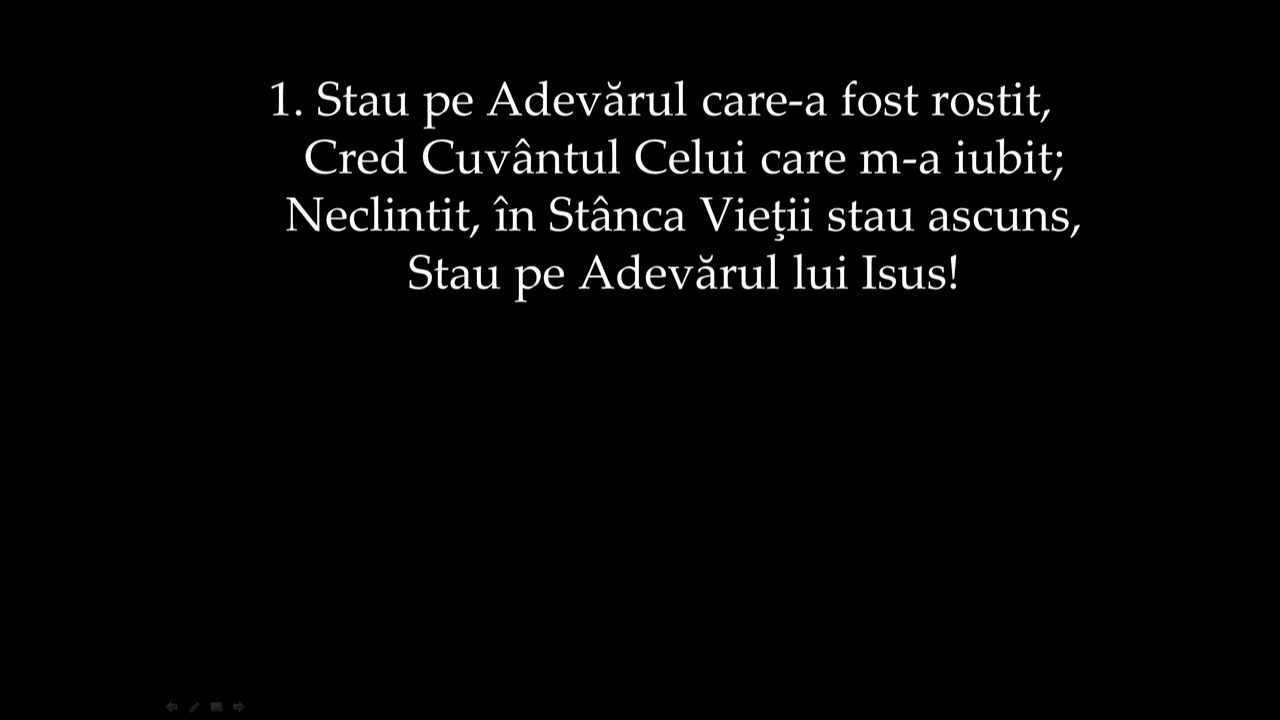 1. Stau pe Adevărul care-a fost rostit,
Cred Cuvântul Celui care m-a iubit;
Neclintit, în Stânca Vieţii stau ascuns,
Stau pe Adevărul lui Isus!